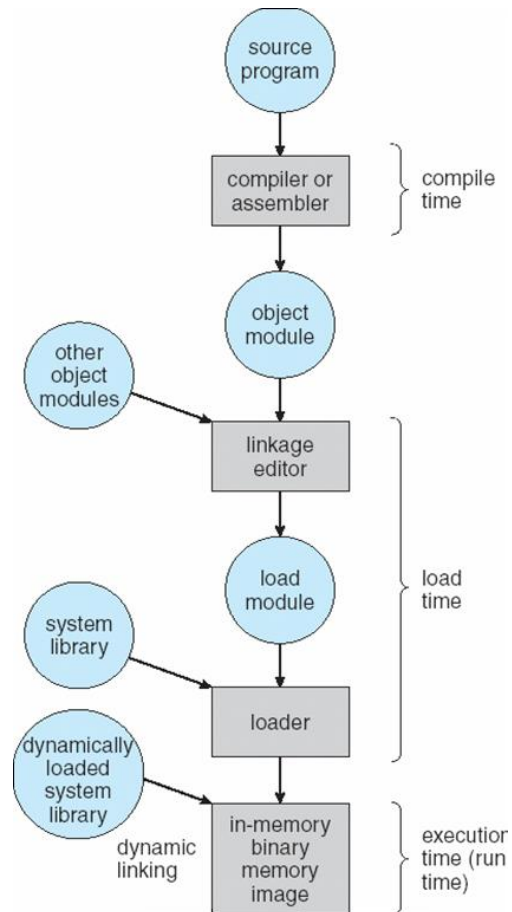 source
program
compiler or
assembler
compile
time
object
module
other
object
modules
linkage
editor
load
module
load
time
system
library
loader
dynamically
loaded
system
library
dynamic
linking
in-memory
binary
memory
image
execution
time (run
time)